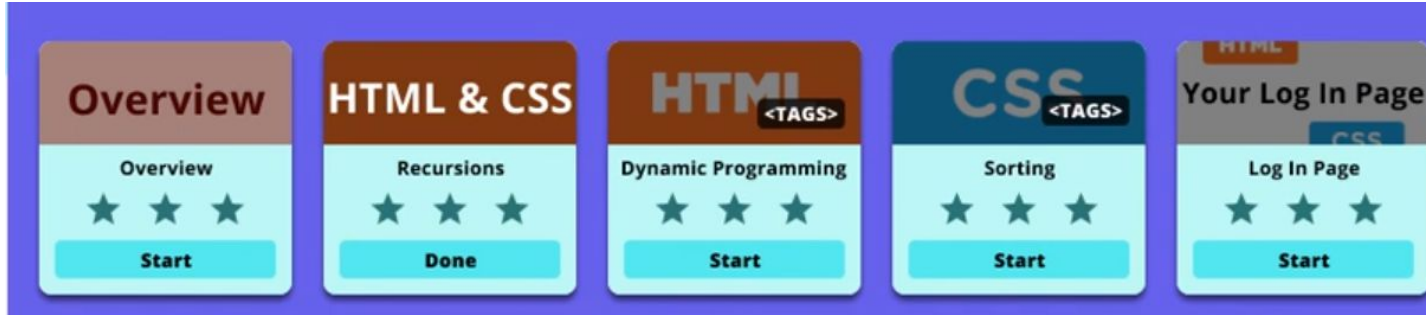 Overview
Overview
Start
HTML & CSS
Recursions
Done
HTML
<TAGS>
Dynamic Programming
Start
CSS
<TAGS>
Sorting
Start
HTML
Your Log In Page
CSS
Log In Page
Start